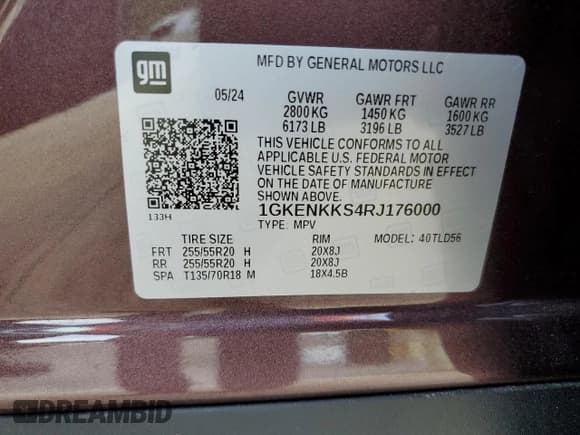 gm
MFD BY GENERAL MOTORS LLC
05/24 GVWR GAWR FRT GAWR RR
2800 KG 1450 KG 1600 KG
6173 LB 3196 LB 3527 LB
THIS VEHICLE CONFORMS TO ALL
APPLICABLE U.S. FEDERAL MOTOR
VEHICLE SAFETY STANDARDS IN EFFECT
ON THE DATE OF MANUFACTURE
SHOWN ABOVE.
133H 1GKENKKS4RJ176000
TYPE: MPV
TIRE SIZE RIM MODEL: 40TLD56
FRT 255/55R20 H 20X8J
RR 255/55R20 H 20X8J
SPA T135/70R18 M 18X4.5B
DREAMBID